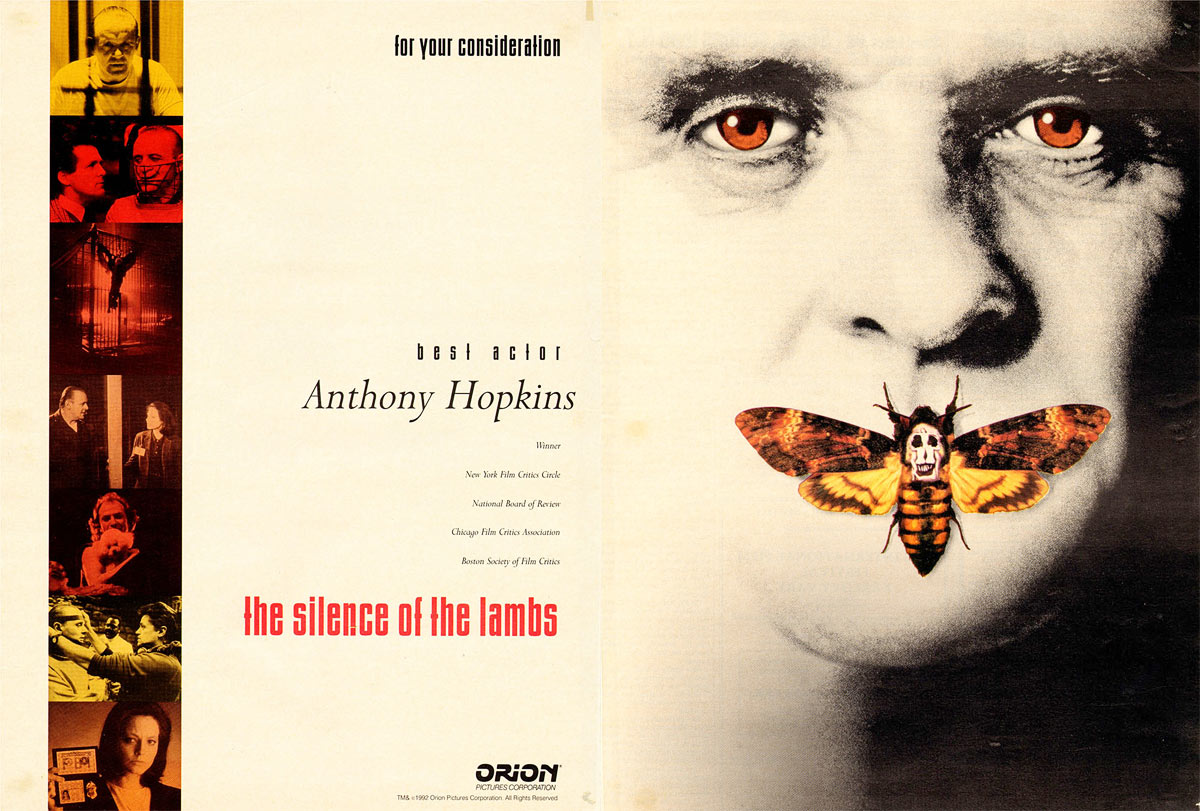 for your consideration
best actor
Anthony Hopkins
Winner
New York Film Critics Circle
National Board of Review
Chicago Film Critics Association
Boston Society of Film Critics
the silence of the lambs
ORION®
PICTURES CORPORATION
TM& ©1992 Orion Pictures Corporation. All Rights Reserved